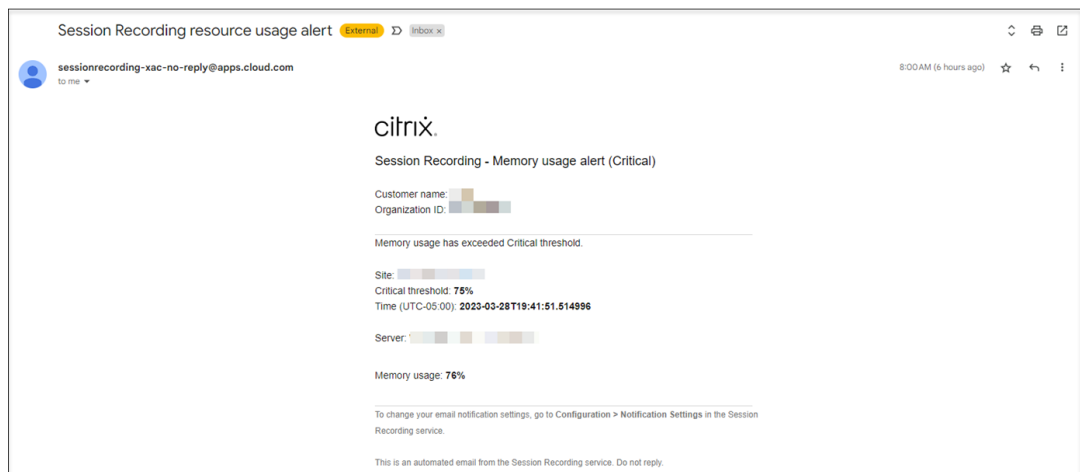 Session Recording resource usage alert External Inbox ×
sessionrecording-xac-no-reply@apps.cloud.com 8:00 AM (6 hours ago)
to me
citrix.
Session Recording - Memory usage alert (Critical)
Customer name:
Organization ID:
Memory usage has exceeded Critical threshold.
Site:
Critical threshold: 75%
Time (UTC-05:00): 2023-03-28T19:41:51.514996
Server:
Memory usage: 76%
To change your email notification settings, go to Configuration > Notification Settings in the Session
Recording service.
This is an automated email from the Session Recording service. Do not reply.